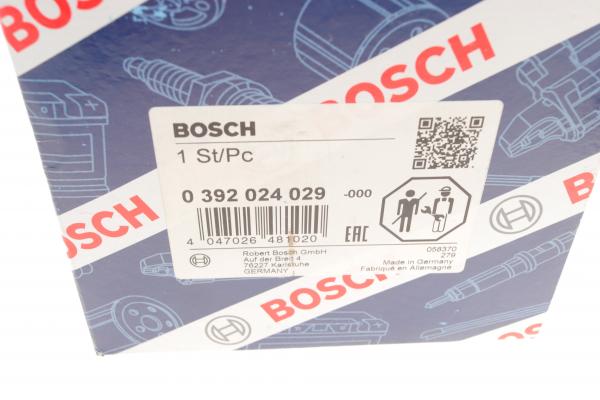 BOSCH
BOSCH
BOSCH
1 St/Pc
0 392 024 029 -000
4 047026 481020
EAC
Robert Bosch GmbH
Auf der Breit 4
76227 Karlsruhe
GERMANY
058370
279
Made in Germany
Fabriqué en Allemagne
BOSCH
BOSCH